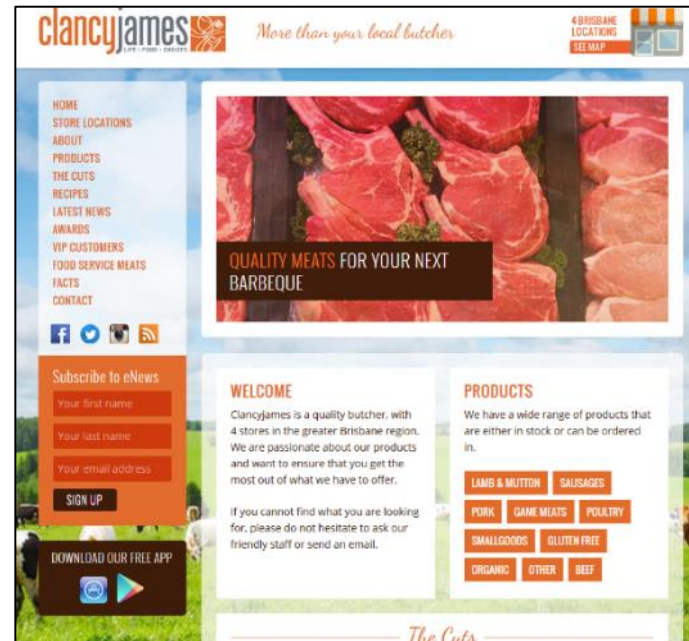 clancyjames
LIFE - FOOD - CHOICES
More than your local butcher
4 BRISBANE
LOCATIONS
SEE MAP
HOME
STORE LOCATIONS
ABOUT
PRODUCTS
THE CUTS
RECIPES
LATEST NEWS
AWARDS
VIP CUSTOMERS
FOOD SERVICE MEATS
FACTS
CONTACT
Subscribe to eNews
Your first name
Your last name
Your email address
SIGN UP
DOWNLOAD OUR FREE APP
QUALITY MEATS FOR YOUR NEXT
BARBEQUE
WELCOME
Clancyjames is a quality butcher, with
4 stores in the greater Brisbane region.
We are passionate about our products
and want to ensure that you get the
most out of what we have to offer.
If you cannot find what you are looking
for, please do not hesitate to ask our
friendly staff or send an email.
PRODUCTS
We have a wide range of products that
are either in stock or can be ordered
in.
LAMB & MUTTON SAUSAGES
PORK GAME MEATS POULTRY
SMALLGOODS GLUTEN FREE
ORGANIC OTHER BEEF
The Cuts